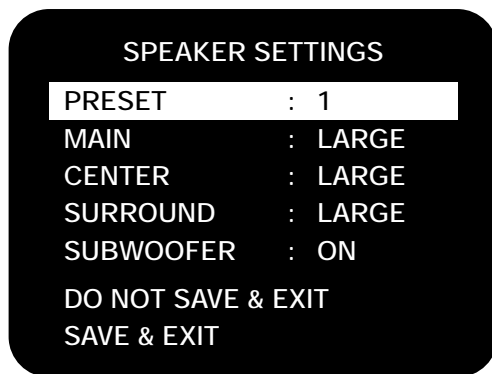 SPEAKER SETTINGS
PRESET : 1
MAIN : LARGE
CENTER : LARGE
SURROUND : LARGE
SUBWOOFER : ON
DO NOT SAVE & EXIT
SAVE & EXIT